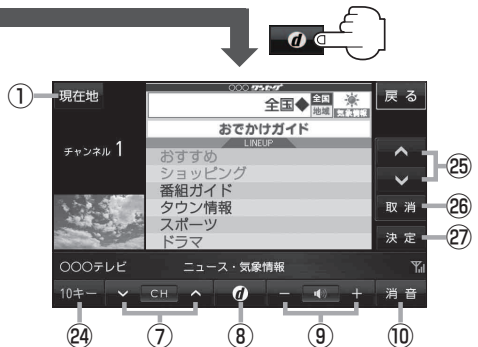 d
①
現在地
○○○ ワンセグ
戻る
全国◆
全国
地域
気象情報
おでかけガイド
LINEUP
チャンネル 1
おすすめ
ショッピング
番組ガイド
タウン情報
スポーツ
ドラマ
㉕
取消
㉖
決定
㉗
○○○テレビ
ニュース・気象情報
10キー
CH
d
−
+
消音
㉔
⑦
⑧
⑨
⑩